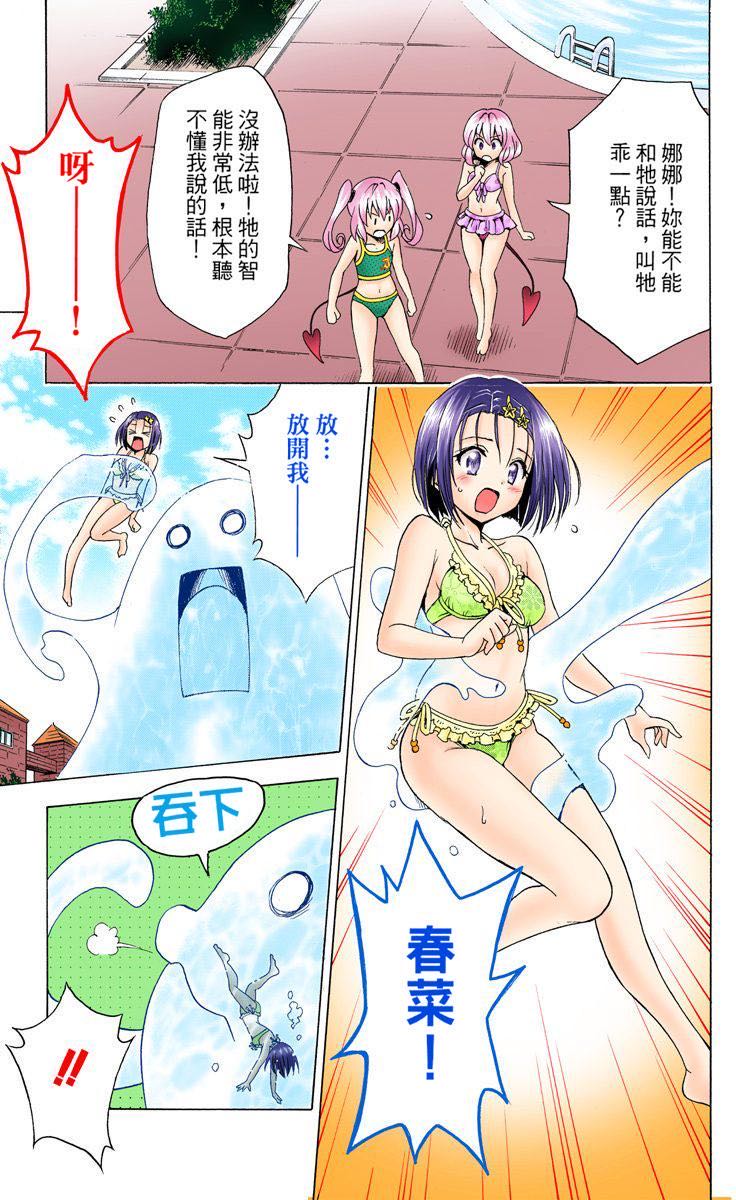 娜娜！妳能不能
和牠說話，叫牠
乖一點？
沒辦法啦！牠的智
能非常低，根本聽
不懂我說的話！
呀——！
春菜！
放…
放開我——
吞下
!!